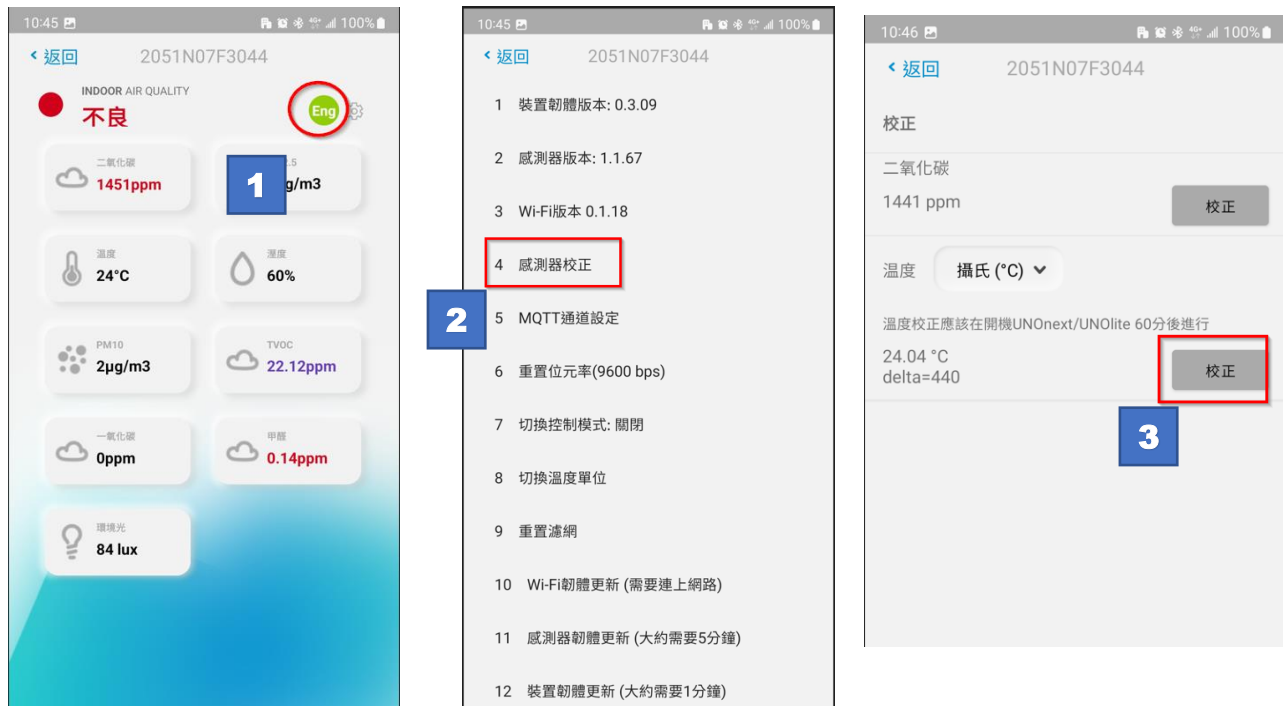 10:45 100%
返回 2051N07F3044
INDOOR AIR QUALITY
不良
Eng
二氧化碳
1451ppm
.5
g/m3
1
溫度
24°C
溼度
60%
PM10
2μg/m3
TVOC
22.12ppm
一氧化碳
0ppm
甲醛
0.14ppm
環境光
84 lux
10:45 100%
返回 2051N07F3044
1 裝置韌體版本: 0.3.09
2 感測器版本: 1.1.67
3 Wi-Fi版本 0.1.18
4 感測器校正
2
5 MQTT通道設定
6 重置位元率(9600 bps)
7 切換控制模式: 關閉
8 切換溫度單位
9 重置濾網
10 Wi-Fi韌體更新 (需要連上網路)
11 感測器韌體更新 (大約需要5分鐘)
12 裝置韌體更新 (大約需要1分鐘)
10:46 100%
返回 2051N07F3044
校正
二氧化碳
1441 ppm
校正
溫度 攝氏 (°C)
溫度校正應該在開機UNOnext/UNOlite 60分後進行
24.04 °C
delta=440
校正
3